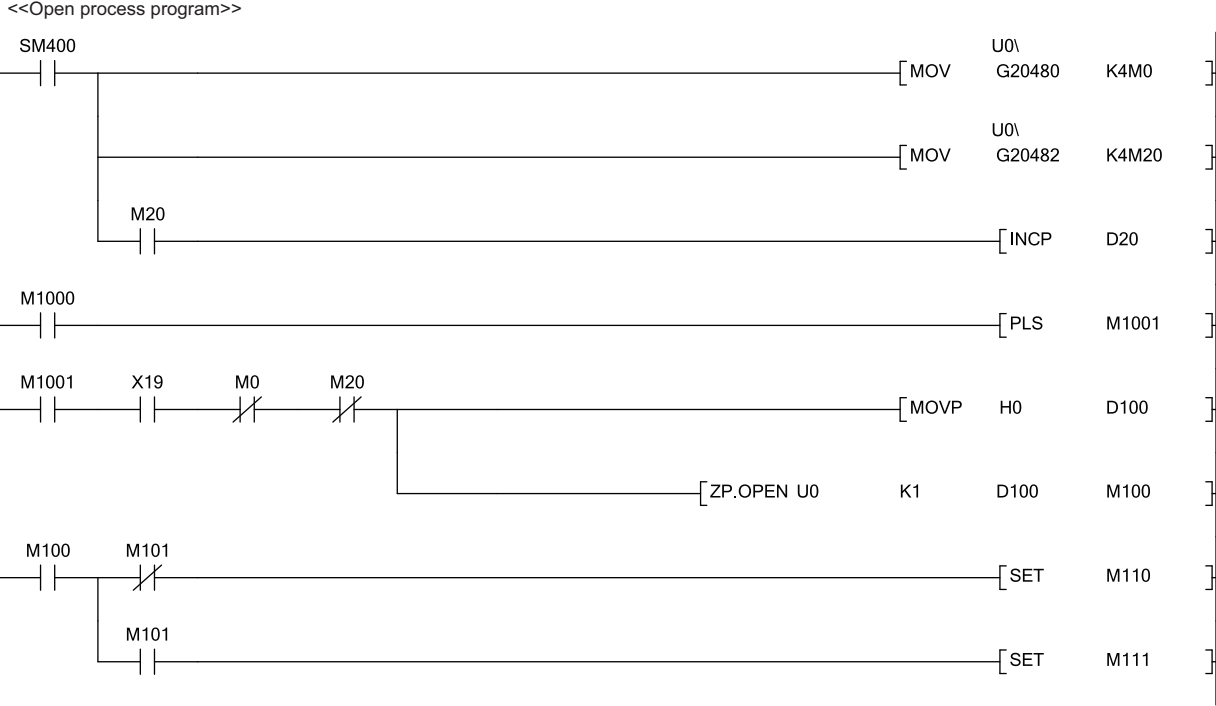 <<Open process program>>
SM400 U0\
MOV G20480 K4M0
U0\
MOV G20482 K4M20
M20
INCP D20
M1000
PLS M1001
M1001 X19 M0 M20
MOVP H0 D100
ZP.OPEN U0 K1 D100 M100
M100 M101
SET M110
M101
SET M111